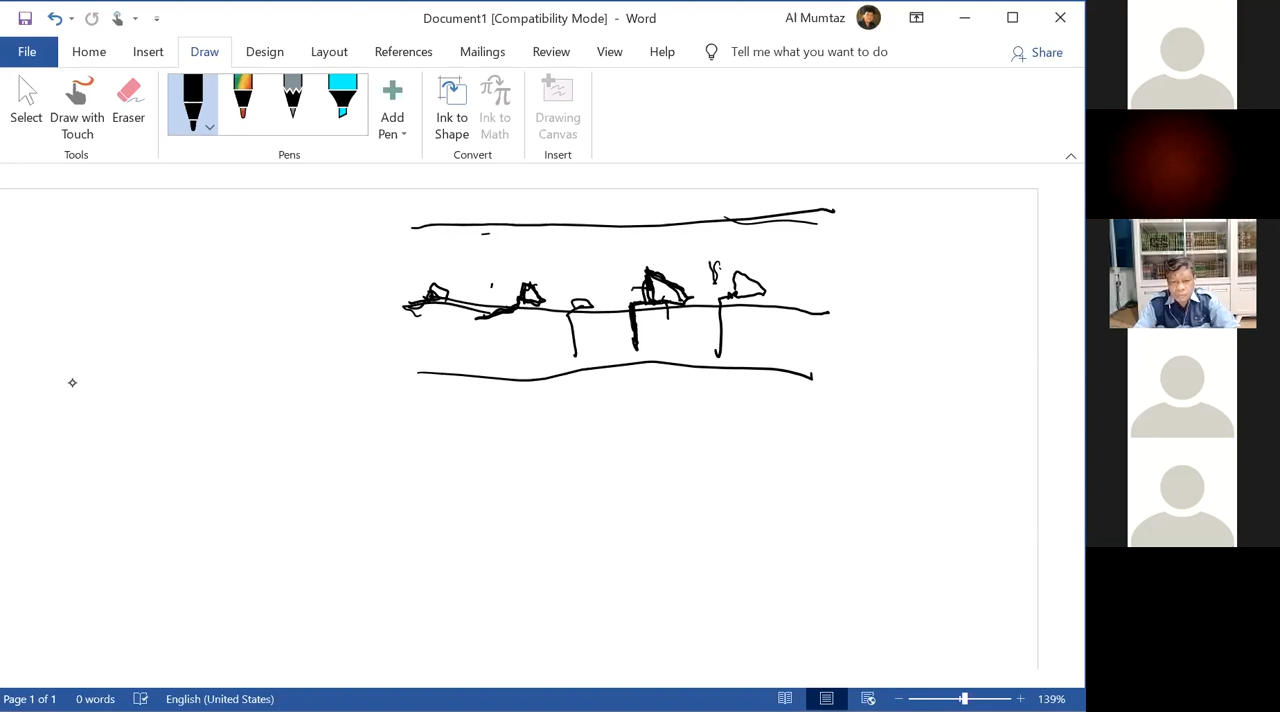 Document1 [Compatibility Mode] - Word
Al Mumtaz
File Home Insert Draw Design Layout References Mailings Review View Help Tell me what you want to do Share
Select
Draw with Touch
Eraser
Add Pen
Ink to Shape
Ink to Math
Drawing Canvas
Tools
Pens
Convert
Insert
Page 1 of 1 0 words English (United States) 139%